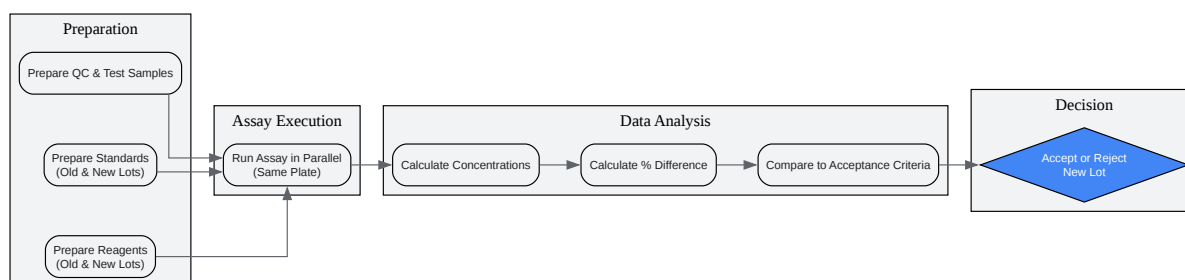 Preparation
Prepare QC & Test Samples
Prepare Standards
(Old & New Lots)
Prepare Reagents
(Old & New Lots)
Assay Execution
Run Assay in Parallel
(Same Plate)
Data Analysis
Calculate Concentrations
Calculate % Difference
Compare to Acceptance Criteria
Decision
Accept or Reject
New Lot